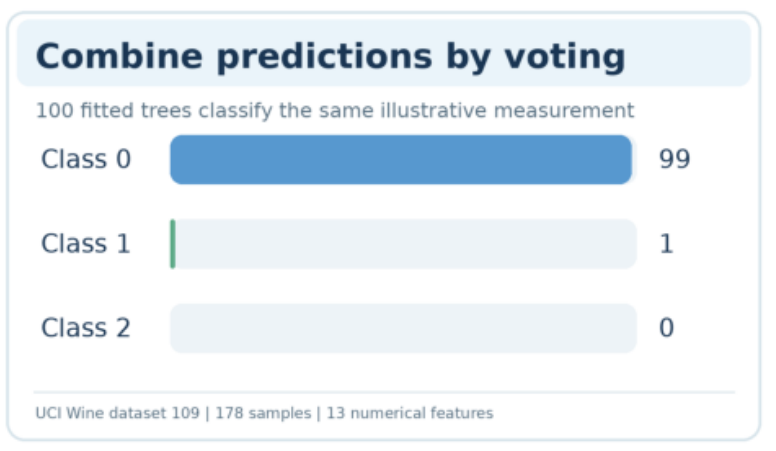 Combine predictions by voting
100 fitted trees classify the same illustrative measurement
Class 0 99
Class 1 1
Class 2 0
UCI Wine dataset 109 | 178 samples | 13 numerical features